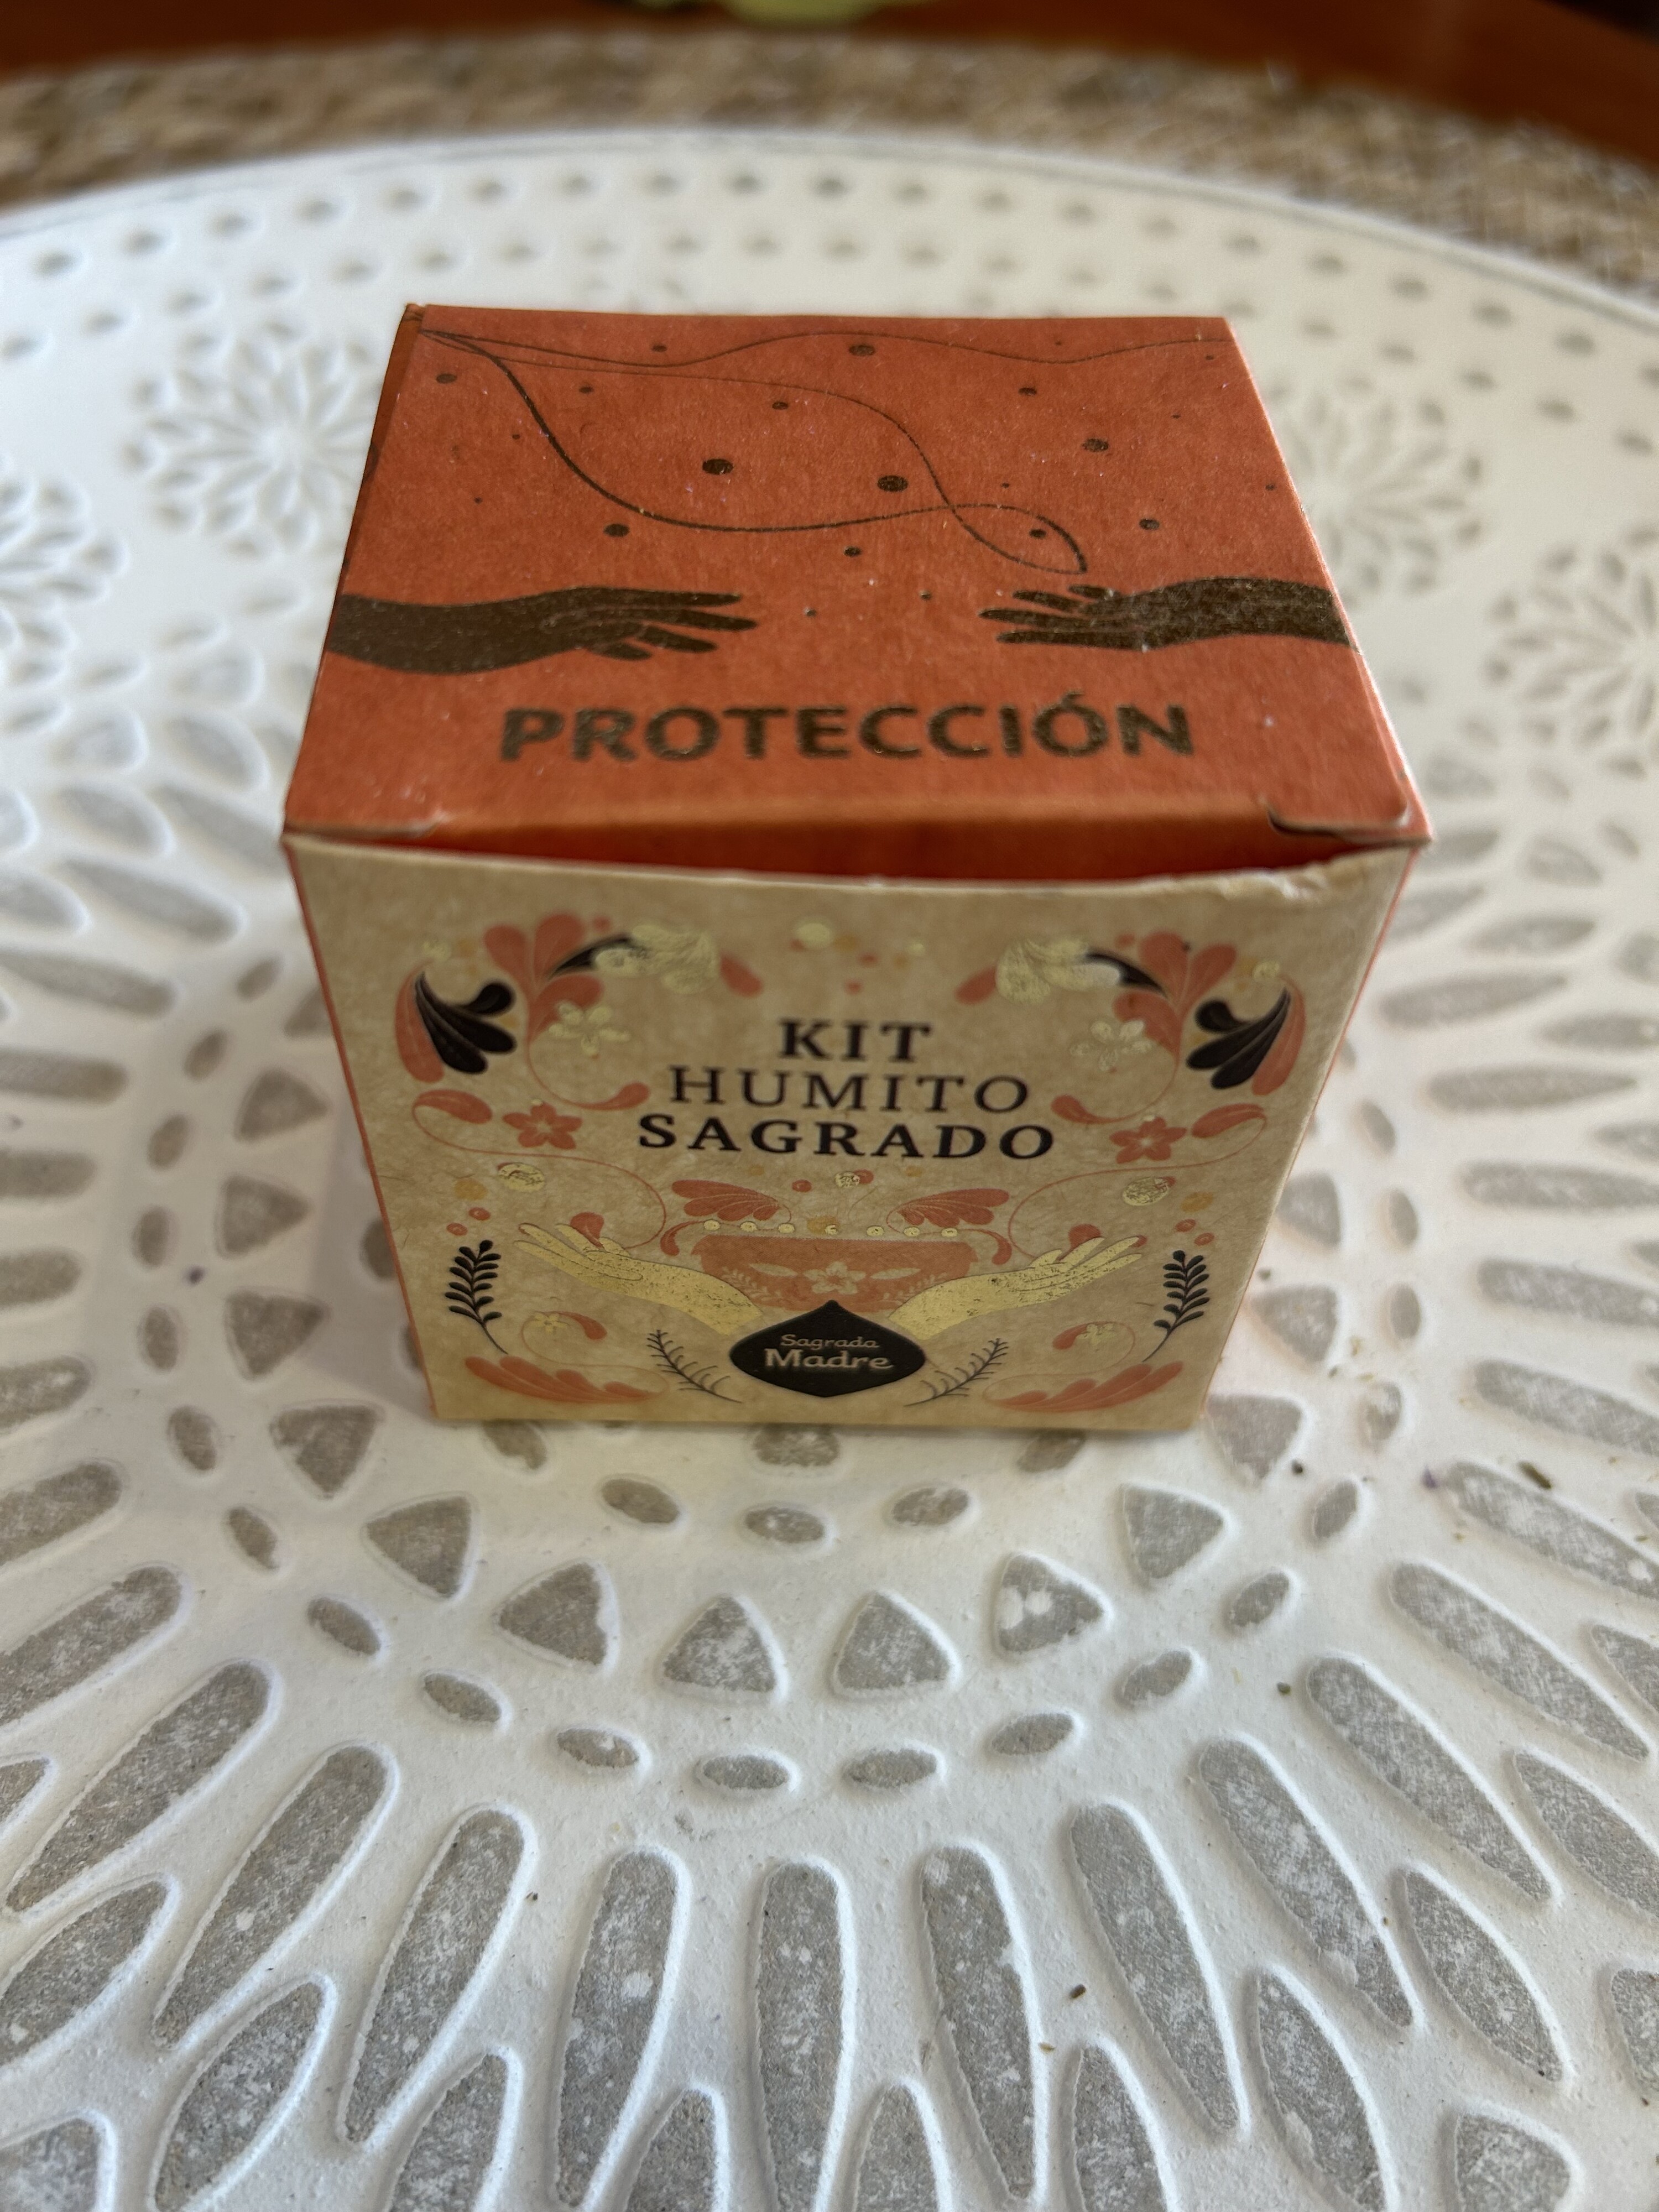 PROTECCIÓN
KIT
HUMITO
SAGRADO
Sagrada
Madre